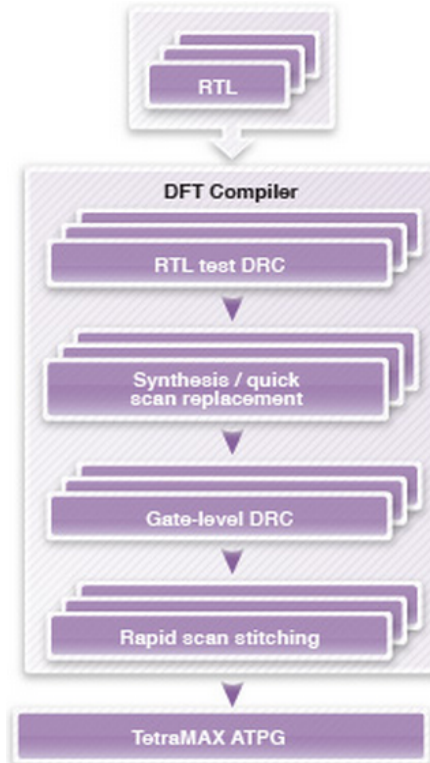 RTL
DFT Compiler
RTL test DRC
Synthesis / quick
scan replacement
Gate-level DRC
Rapid scan stitching
TetraMAX ATPG